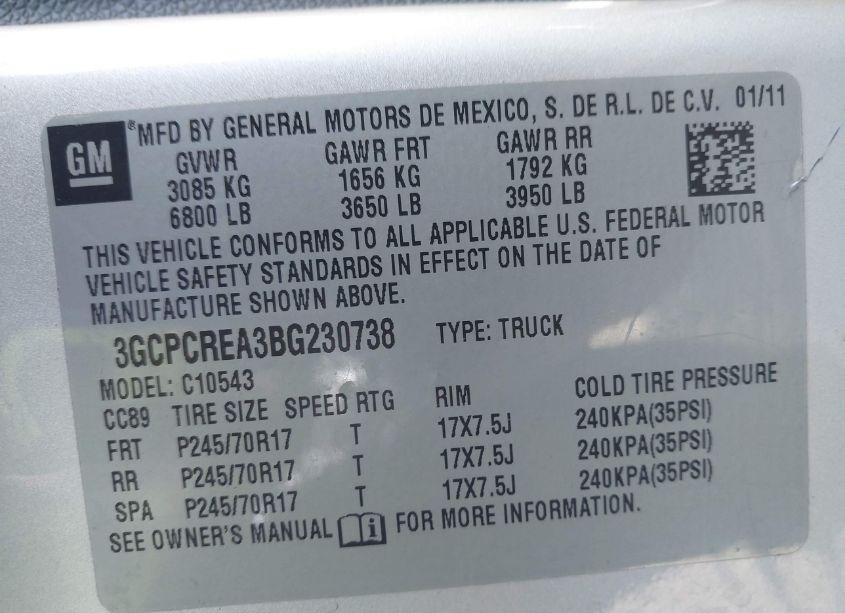 GM ®MFD BY GENERAL MOTORS DE MEXICO, S. DE R.L. DE C.V. 01/11
GVWR GAWR FRT GAWR RR
3085 KG 1656 KG 1792 KG
6800 LB 3650 LB 3950 LB
THIS VEHICLE CONFORMS TO ALL APPLICABLE U.S. FEDERAL MOTOR
VEHICLE SAFETY STANDARDS IN EFFECT ON THE DATE OF
MANUFACTURE SHOWN ABOVE.
3GCPCREA3BG230738 TYPE: TRUCK
MODEL: C10543
CC89 TIRE SIZE SPEED RTG RIM COLD TIRE PRESSURE
FRT P245/70R17 T 17X7.5J 240KPA(35PSI)
RR P245/70R17 T 17X7.5J 240KPA(35PSI)
SPA P245/70R17 T 17X7.5J 240KPA(35PSI)
SEE OWNER'S MANUAL i FOR MORE INFORMATION.